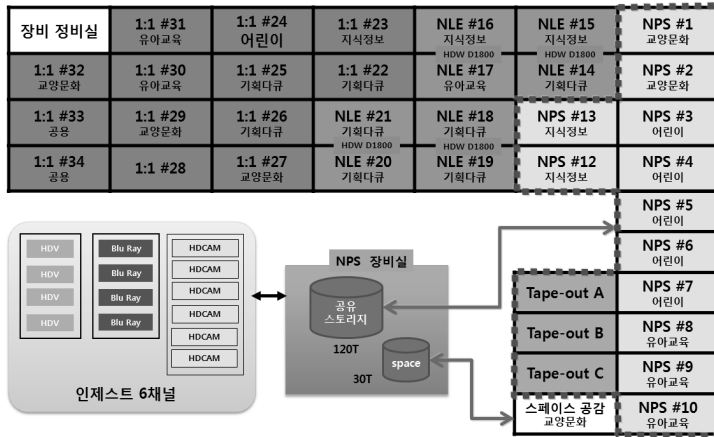 장비 정비실
1:1 #31
유아교육
1:1 #24
어린이
1:1 #23
지식정보
NLE #16
지식정보
NLE #15
지식정보
NPS #1
교양문화
HDW D1800
HDW D1800
1:1 #32
교양문화
1:1 #30
유아교육
1:1 #25
기획다큐
1:1 #22
기획다큐
NLE #17
유아교육
NLE #14
기획다큐
NPS #2
교양문화
1:1 #33
공용
1:1 #29
교양문화
1:1 #26
기획다큐
NLE #21
기획다큐
NLE #18
기획다큐
NPS #13
지식정보
NPS #3
어린이
HDW D1800
HDW D1800
1:1 #34
공용
1:1 #28
1:1 #27
교양문화
NLE #20
기획다큐
NLE #19
기획다큐
NPS #12
지식정보
NPS #4
어린이
NPS #5
어린이
NPS #6
어린이
NPS #7
어린이
NPS #8
유아교육
NPS #9
유아교육
NPS #10
유아교육
Tape-out A
Tape-out B
Tape-out C
스페이스 공감
교양문화
HDV
HDV
HDV
HDV
Blu Ray
Blu Ray
Blu Ray
Blu Ray
HDCAM
HDCAM
HDCAM
HDCAM
HDCAM
HDCAM
인제스트 6채널
NPS 장비실
공유
스토리지
120T
space
30T